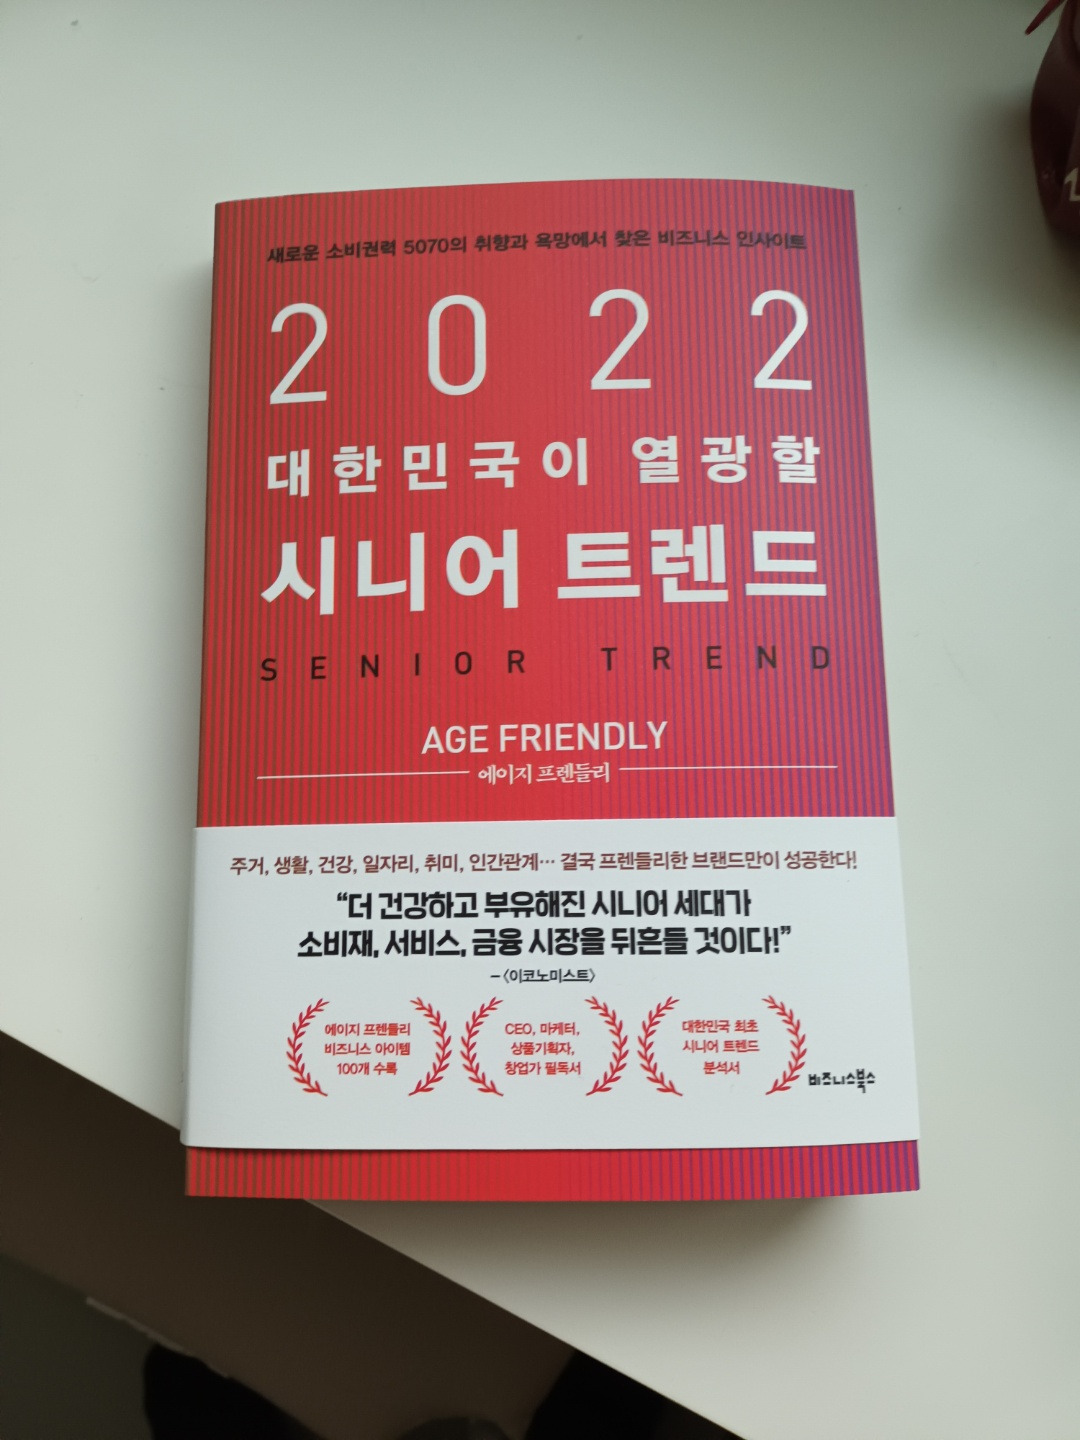 새로운 소비권력 5070의 취향과 욕망에서 찾은 비즈니스 인사이트
2022
대한민국이 열광할
시니어 트렌드
SENIOR TREND
AGE FRIENDLY
에이지 프렌들리
주거, 생활, 건강, 일자리, 취미, 인간관계… 결국 프렌들리한 브랜드만이 성공한다!
“더 건강하고 부유해진 시니어 세대가
소비재, 서비스, 금융 시장을 뒤흔들 것이다!”
–〈이코노미스트〉
에이지 프렌들리
비즈니스 아이템
100개 수록
CEO, 마케터,
상품기획자,
창업가 필독서
대한민국 최초
시니어 트렌드
분석서
비즈니스북스